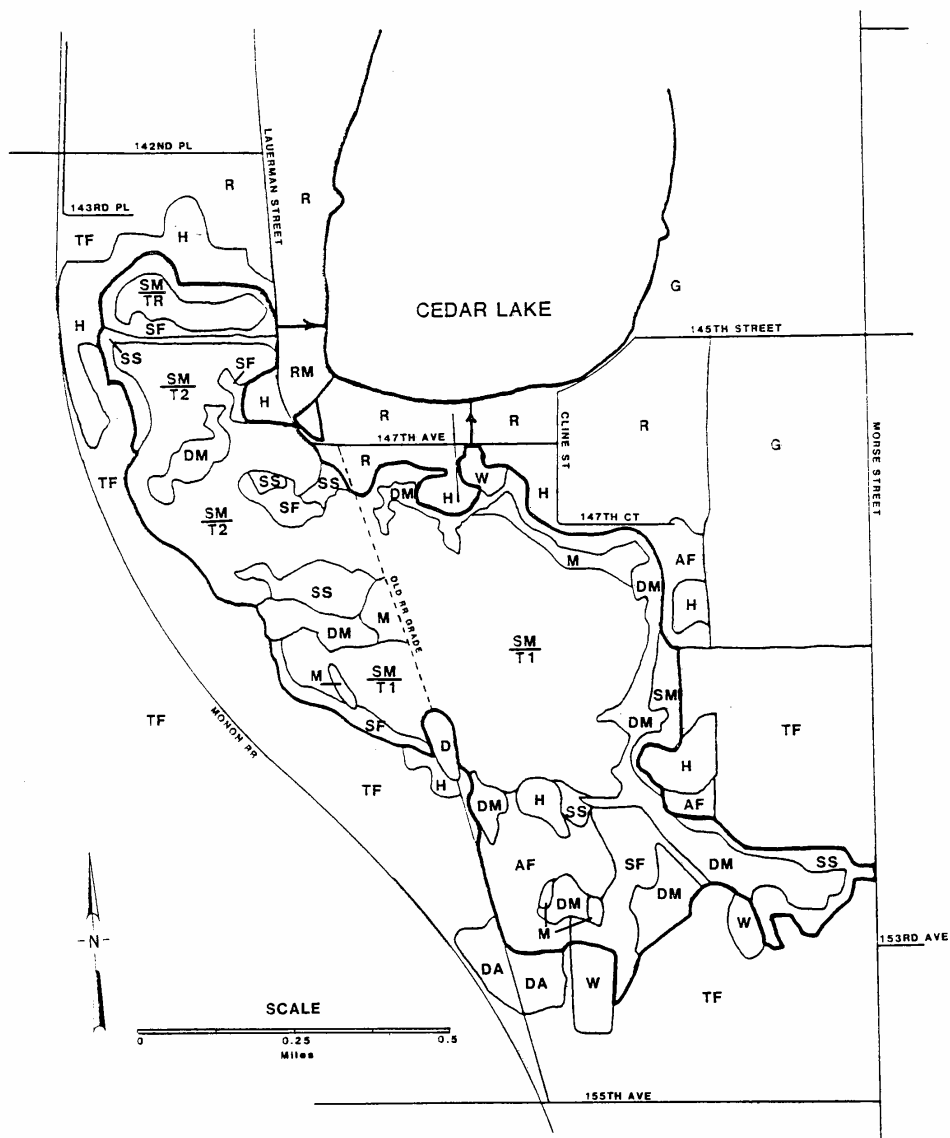 142ND PL
LAUERMAN STREET
R
R
143RD PL
TF
H
SM
TR
G
CEDAR LAKE
H
SF
145TH STREET
SS
SF
RM
SM
T2
H
R
R
CLINE ST
R
G
MORSE STREET
147TH AVE
DM
R
SS
SS
W
TF
DM
H
H
SF
SM
T2
147TH CT
M
AF
DM
OLD RR GRADE
SS
H
M
DM
SM
T1
M
SM
T1
SM
TF
MONON RR
SF
DM
TF
D
H
TF
H
DM
H
SS
AF
AF
SF
DM
SS
DM
DM
M
W
-N-
153RD AVE
DA
DA
W
TF
SCALE
0
0.25
0.5
Miles
155TH AVE